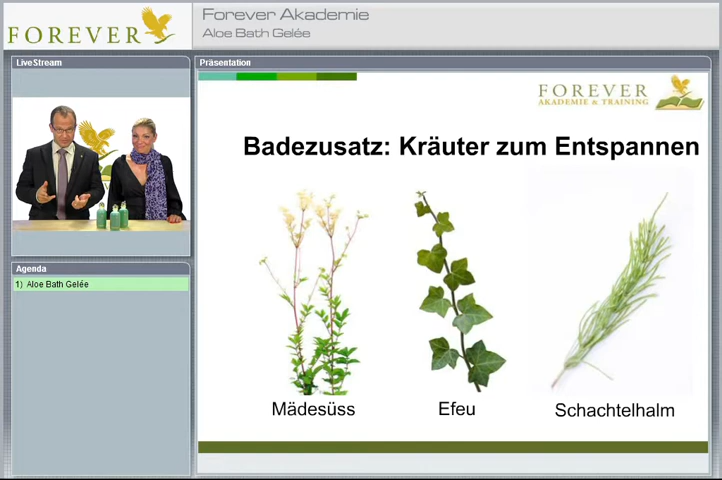 FOREVER
Forever Akademie
Aloe Bath Gelée
LiveStream
Präsentation
FOREVER
AKADEMIE & TRAINING
Badezusatz: Kräuter zum Entspannen
Mädesüss
Efeu
Schachtelhalm
Agenda
1) Aloe Bath Gelée